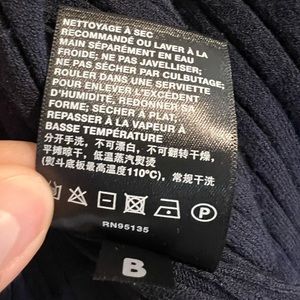 NETTOYAGE À SEC
RECOMMANDÉ OU LAVER À LA
MAIN SÉPARÉMENT EN EAU
FROIDE; NE PAS JAVELLISER;
NE PAS SÉCHER PAR CULBUTAGE;
ROULER DANS UNE SERVIETTE
POUR ENLEVER L'EXCÉDENT
D'HUMIDITÉ, REDONNER SA
FORME; SÉCHER À PLAT,
REPASSER À LA VAPEUR À
BASSE TEMPÉRATURE
分开手洗，不可漂白，不可翻转干燥，
平摊晾干，低温蒸汽熨烫
(熨斗底板最高温度110°C)，常规干洗
P
RN95135
B